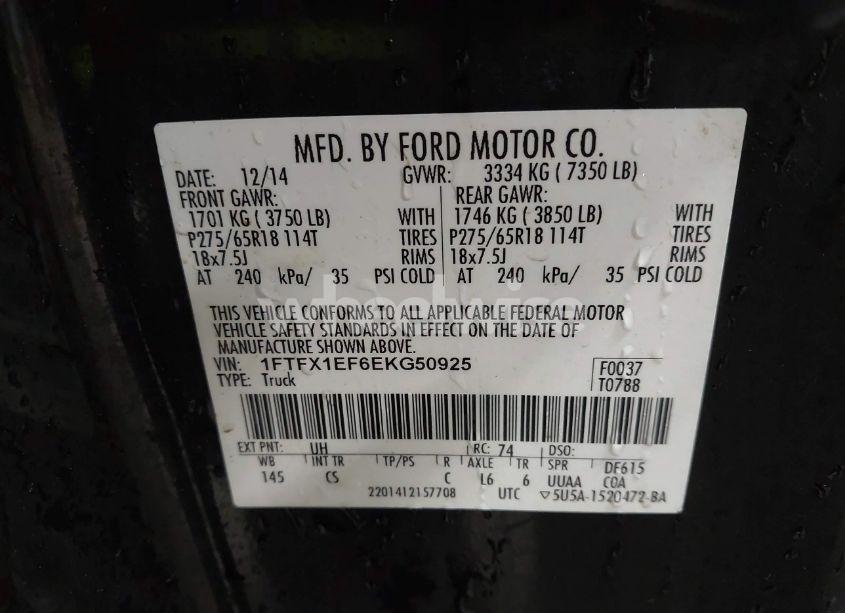 MFD. BY FORD MOTOR CO.
DATE: 12/14 GVWR: 3334 KG ( 7350 LB)
FRONT GAWR: REAR GAWR:
1701 KG ( 3750 LB) WITH 1746 KG ( 3850 LB) WITH
P275/65R18 114T TIRES P275/65R18 114T TIRES
18x7.5J RIMS 18x7.5J RIMS
AT 240 kPa/ 35 PSI COLD AT 240 kPa/ 35 PSI COLD
THIS VEHICLE CONFORMS TO ALL APPLICABLE FEDERAL MOTOR
VEHICLE SAFETY STANDARDS IN EFFECT ON THE DATE OF
MANUFACTURE SHOWN ABOVE.
VIN: 1FTFX1EF6EKG50925 F0037
TYPE: Truck T0788
EXT PNT: UH RC: 74 DSO:
WB INT TR TP/PS R AXLE TR SPR DF615
145 CS C L6 6 UUAA COA
2201412157708 UTC ▽5U5A-1520472-BA